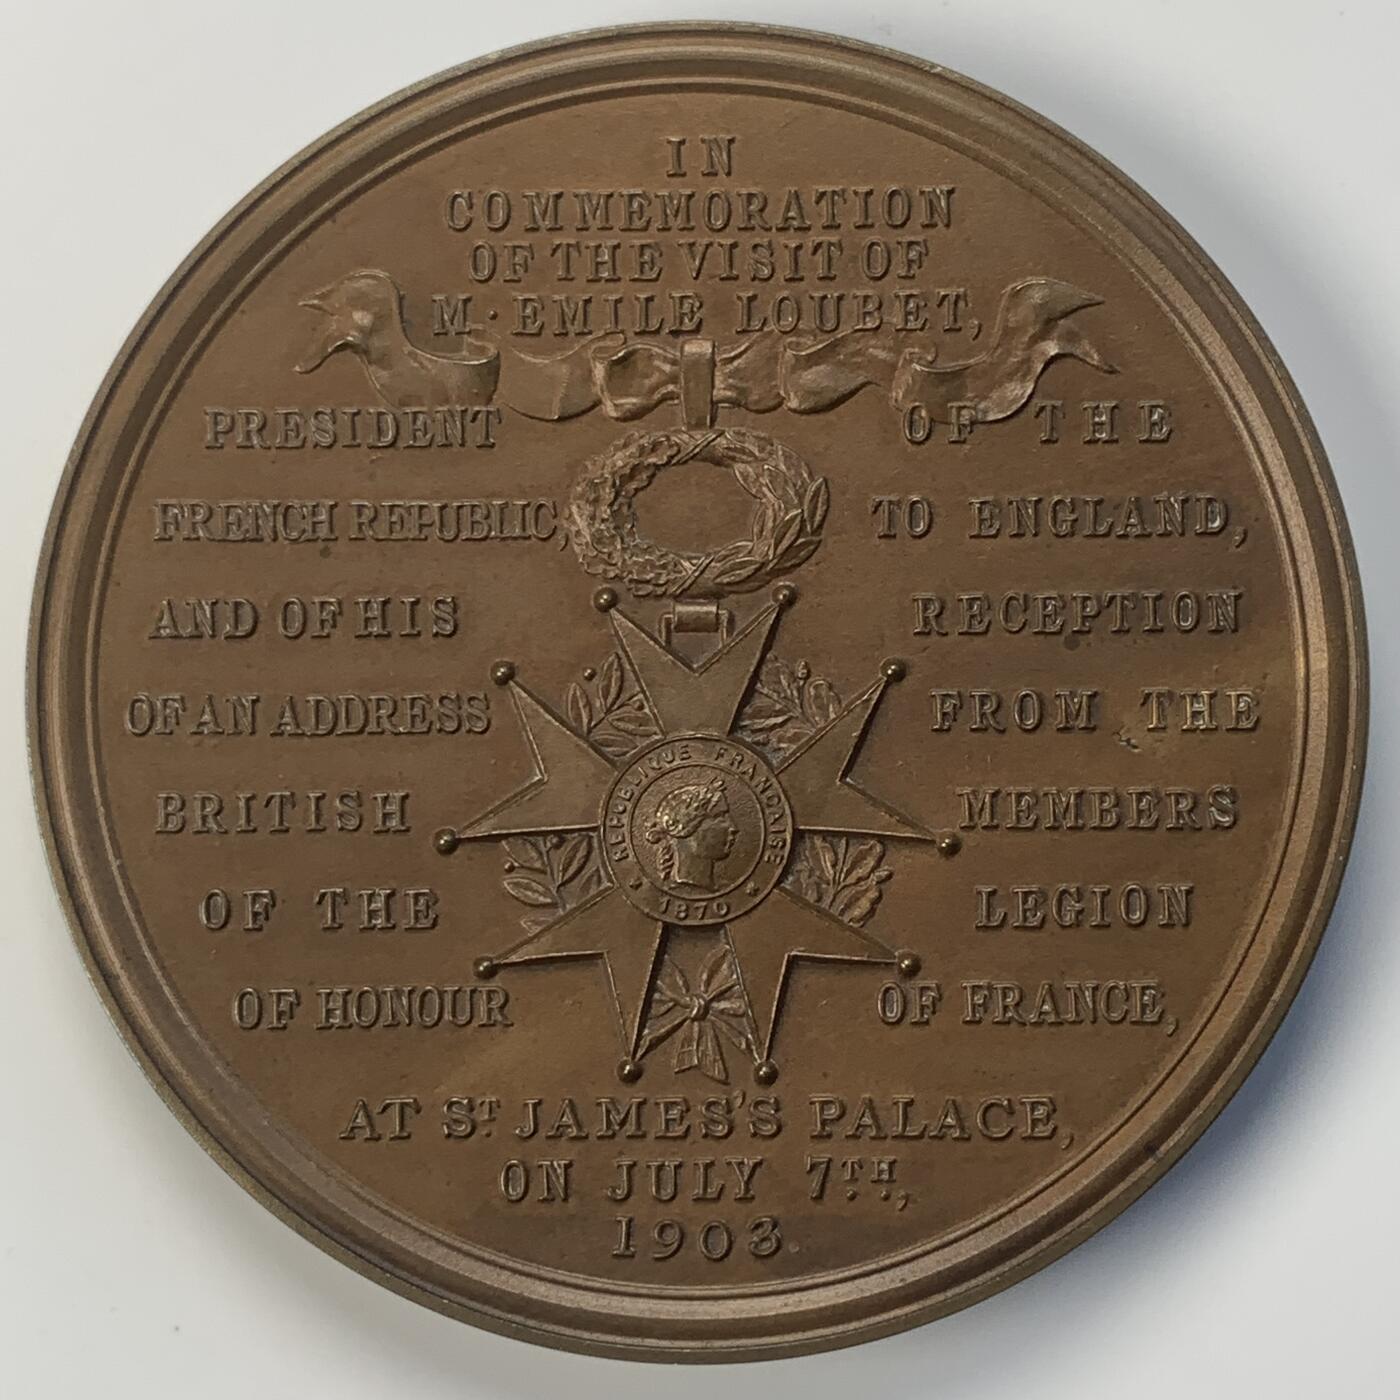 IN
COMMEMORATION
OF THE VISIT OF
M · EMILE LOUBET,
PRESIDENT OF THE
FRENCH REPUBLIC, TO ENGLAND,
AND OF HIS RECEPTION
OF AN ADDRESS FROM THE
BRITISH MEMBERS
OF THE LEGION
OF HONOUR OF FRANCE,
AT ST. JAMES'S PALACE,
ON JULY 7TH.,
1903.
REPUBLIQUE FRANCAISE
* 1870 *